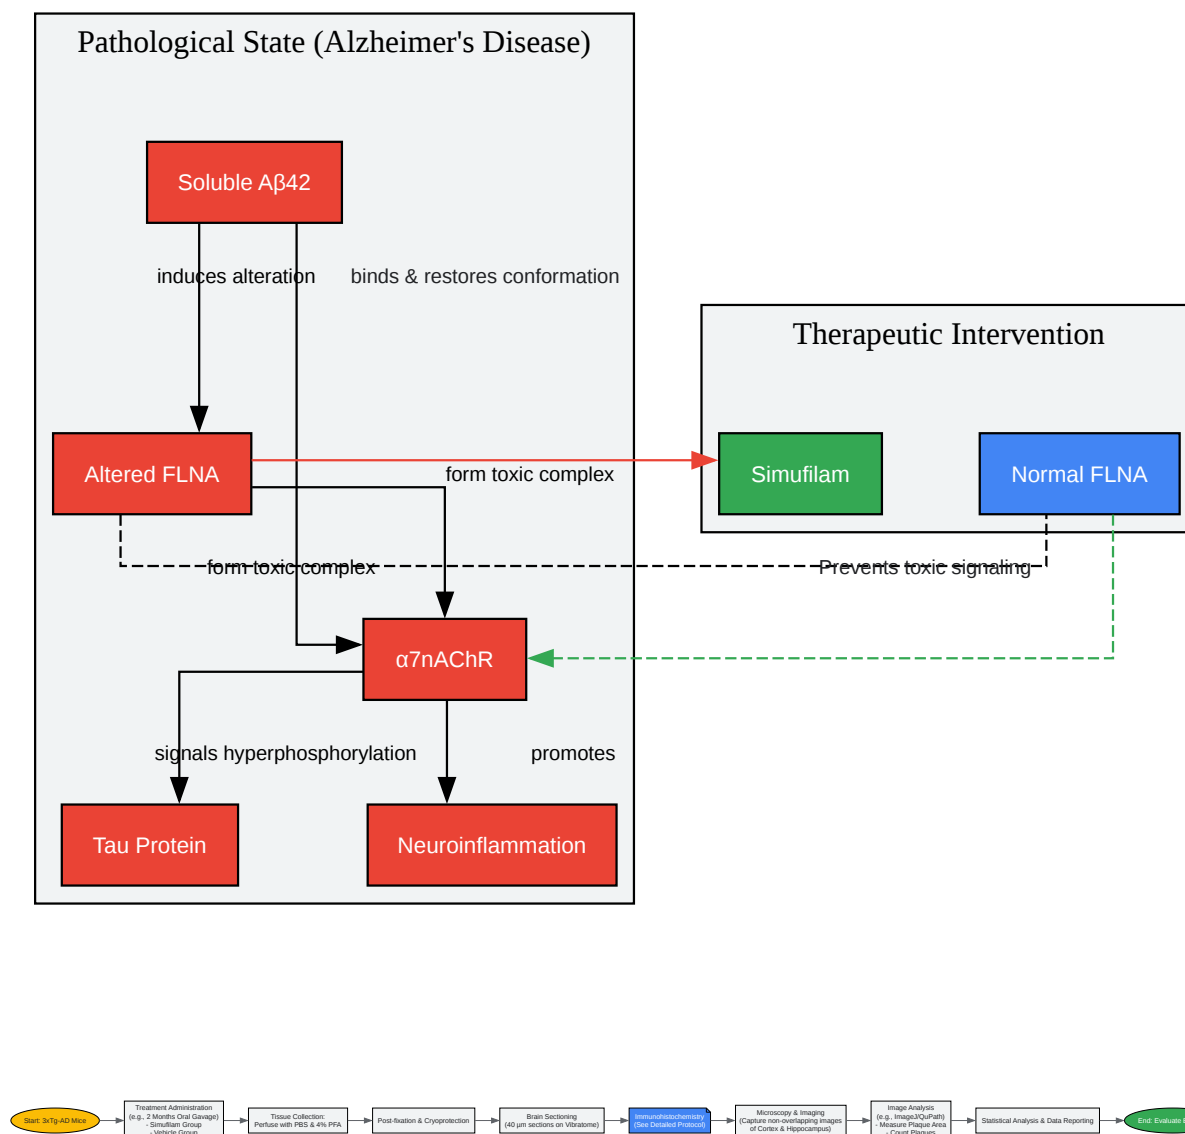 Pathological State (Alzheimer's Disease)
Soluble Aβ42
induces alteration
binds & restores conformation
Therapeutic Intervention
Altered FLNA
form toxic complex
Simufilam
Normal FLNA
form toxic complex
Prevents toxic signaling
α7nAChR
signals hyperphosphorylation
promotes
Tau Protein
Neuroinflammation
Start: 3xTg-AD Mice
Treatment Administration
(e.g., 2 Months Oral Gavage)
- Simufilam Group
- Vehicle Group
Tissue Collection:
Perfuse with PBS & 4% PFA
Post-fixation & Cryoprotection
Brain Sectioning
(40 µm sections on Vibratome)
Immunohistochemistry
(See Detailed Protocol)
Microscopy & Imaging
(Capture non-overlapping images
of Cortex & Hippocampus)
Image Analysis
(e.g., ImageJ/QuPath)
- Measure Plaque Area
- Count Plaques
Statistical Analysis & Data Reporting
End: Evaluate